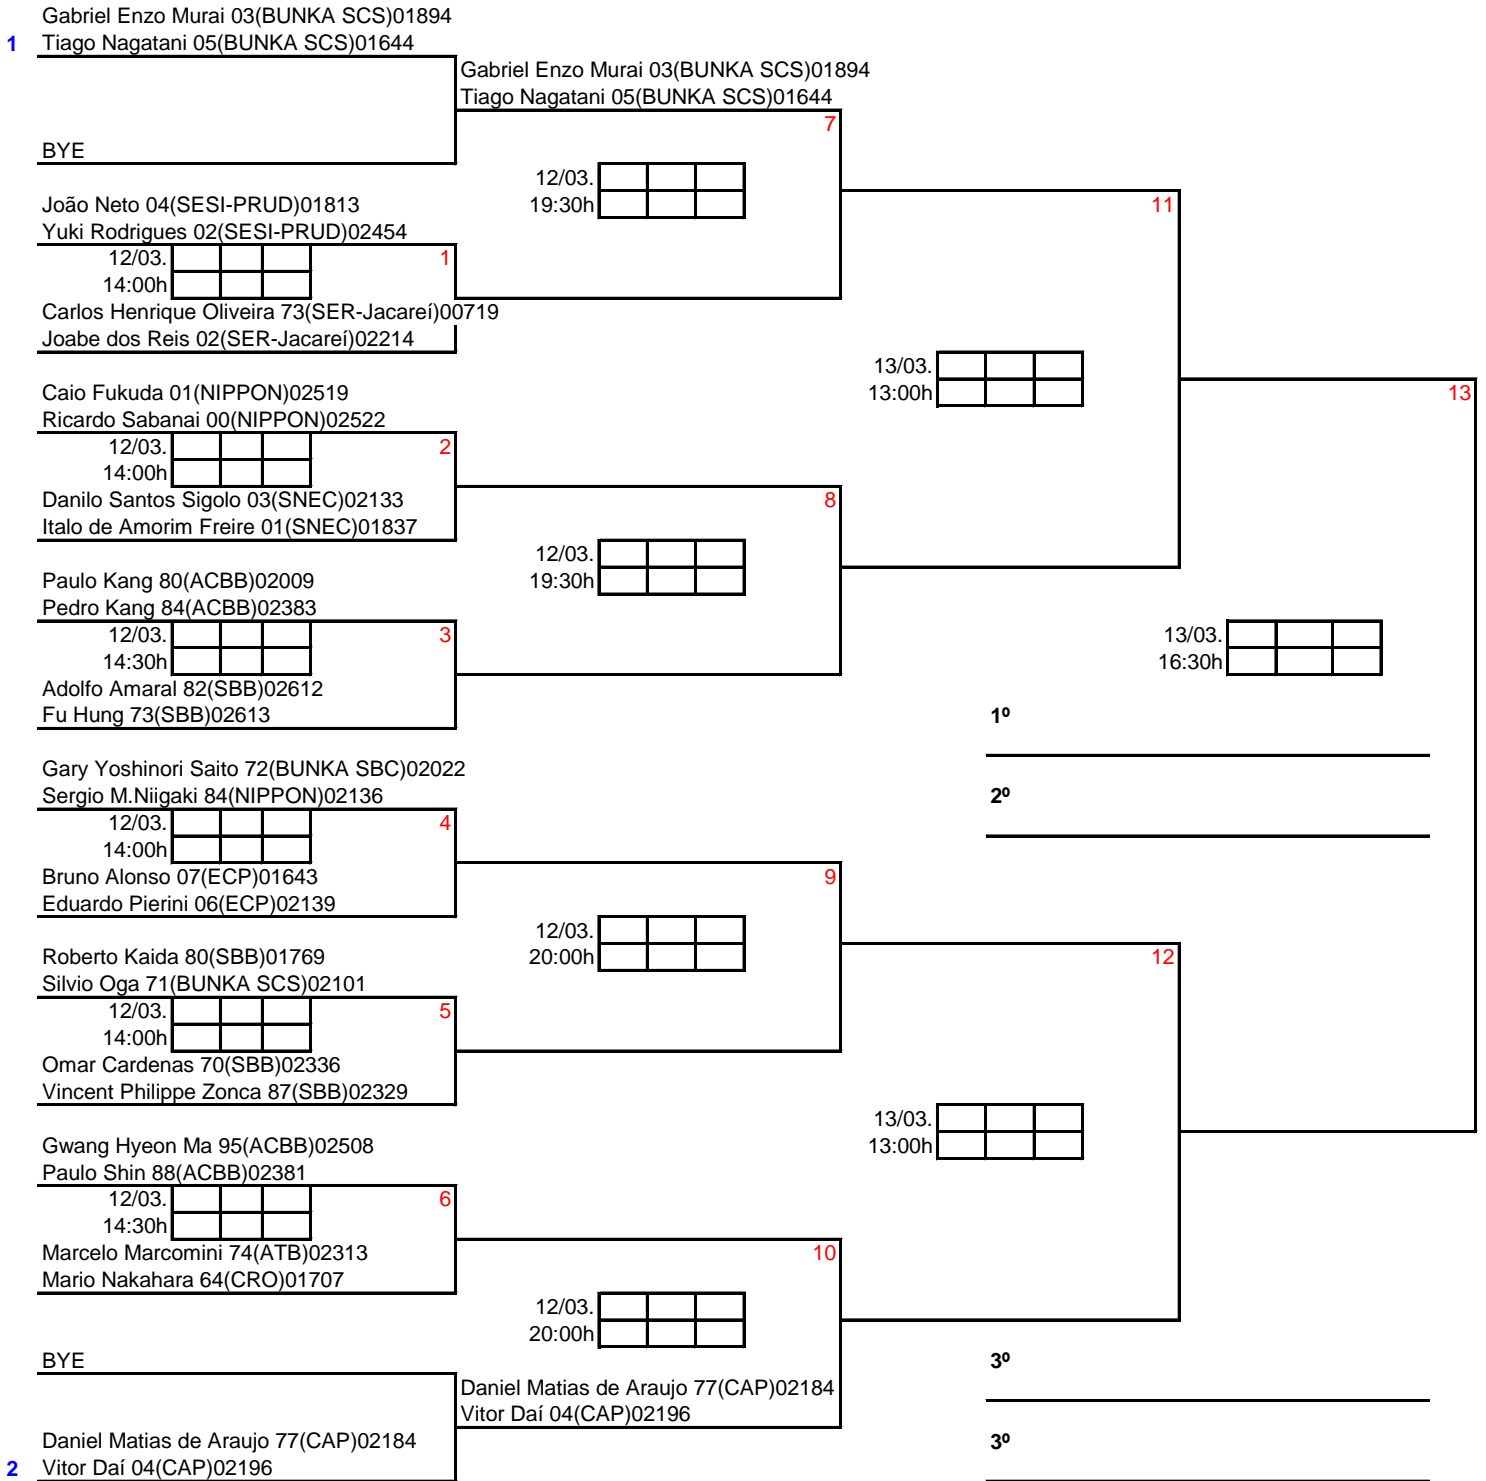 Gabriel Enzo Murai 03(BUNKA SCS)01894
1 Tiago Nagatani 05(BUNKA SCS)01644
Gabriel Enzo Murai 03(BUNKA SCS)01894
Tiago Nagatani 05(BUNKA SCS)01644
7
BYE
12/03.
19:30h
João Neto 04(SESI-PRUD)01813
Yuki Rodrigues 02(SESI-PRUD)02454
11
12/03.
1
14:00h
Carlos Henrique Oliveira 73(SER-Jacareí)00719
Joabe dos Reis 02(SER-Jacareí)02214
13/03.
13:00h
Caio Fukuda 01(NIPPON)02519
Ricardo Sabanai 00(NIPPON)02522
13
12/03.
2
14:00h
Danilo Santos Sigolo 03(SNEC)02133
Italo de Amorim Freire 01(SNEC)01837
8
12/03.
19:30h
Paulo Kang 80(ACBB)02009
Pedro Kang 84(ACBB)02383
12/03.
3
14:30h
13/03.
16:30h
Adolfo Amaral 82(SBB)02612
Fu Hung 73(SBB)02613
1º
Gary Yoshinori Saito 72(BUNKA SBC)02022
Sergio M.Niigaki 84(NIPPON)02136
2º
12/03.
4
14:00h
Bruno Alonso 07(ECP)01643
Eduardo Pierini 06(ECP)02139
9
12/03.
20:00h
Roberto Kaida 80(SBB)01769
Silvio Oga 71(BUNKA SCS)02101
12
12/03.
5
14:00h
Omar Cardenas 70(SBB)02336
Vincent Philippe Zonca 87(SBB)02329
13/03.
13:00h
Gwang Hyeon Ma 95(ACBB)02508
Paulo Shin 88(ACBB)02381
12/03.
6
14:30h
Marcelo Marcomini 74(ATB)02313
Mario Nakahara 64(CRO)01707
10
12/03.
20:00h
BYE
3º
Daniel Matias de Araujo 77(CAP)02184
Vitor Daí 04(CAP)02196
Daniel Matias de Araujo 77(CAP)02184
2 Vitor Daí 04(CAP)02196
3º